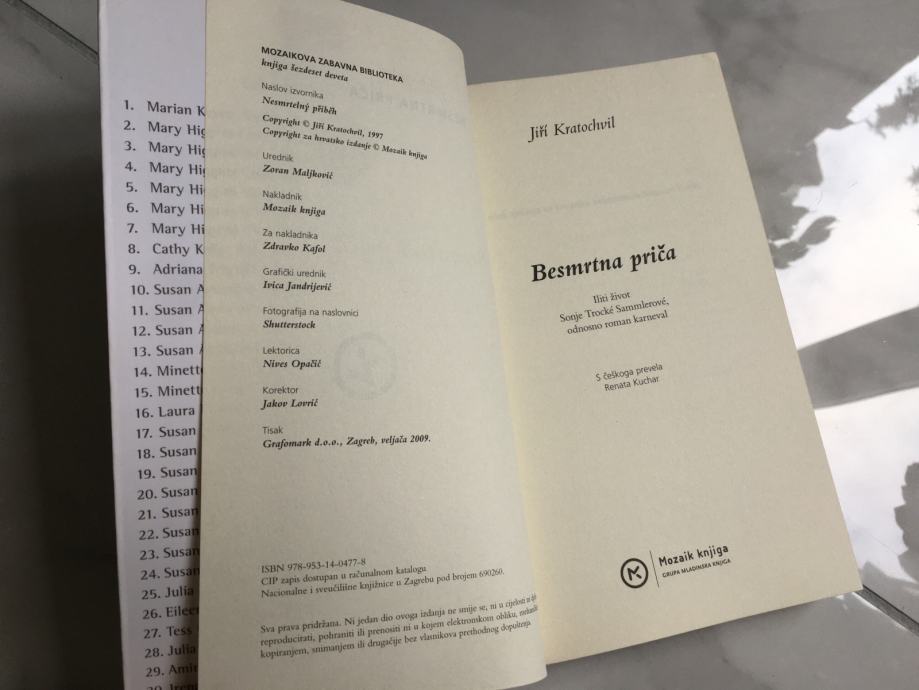 1. Marian
2. Mary
3. Mary
4. Mary
5. Mary
6. Mary
7. Mary
8. Cathy
9. Adriana
10. Susan
11. Susan
12. Susan
13. Susan
14. Minett
15. Minett
16. Laura
17. Susan
18. Susan
19. Susan
20. Susan
21. Susan
22. Susan
23. Susan
24. Susan
25. Julia
26. Eilee
27. Tess
28. Julia
29. Ami
MOZAIKOVA ZABAVNA BIBLIOTEKA
knjiga šezdeset deveta
Naslov izvornika
Nesmrtelný příběh
Copyright © Jiří Kratochvil, 1997
Copyright za hrvatsko izdanje © Mozaik knjiga
Urednik
Zoran Maljković
Nakladnik
Mozaik knjiga
Za nakladnika
Zdravko Kafol
Grafički urednik
Ivica Jandrijević
Fotografija na naslovnici
Shutterstock
Lektorica
Nives Opačić
Korektor
Jakov Lovrić
Tisak
Grafomark d.o.o., Zagreb, veljača 2009.
ISBN 978-953-14-0477-8
CIP zapis dostupan u računalnom katalogu
Nacionalne i sveučilišne knjižnice u Zagrebu pod brojem 690260.
Sva prava pridržana. Ni jedan dio ovoga izdanja ne smije se, ni u cijelosti ni
reproducirati, pohraniti ili prenositi ni u kojem elektronskom obliku,
kopiranjem, snimanjem ili drugačije bez vlasnikova prethodnog dopuštenja.
Jiří Kratochvil
Besmrtna priča
Iliti život
Sonje Trocké Sammlerové,
odnosno roman karneval
S češkoga prevela
Renata Kuchar
Mozaik knjiga
GRUPA MLADINSKA KNJIGA